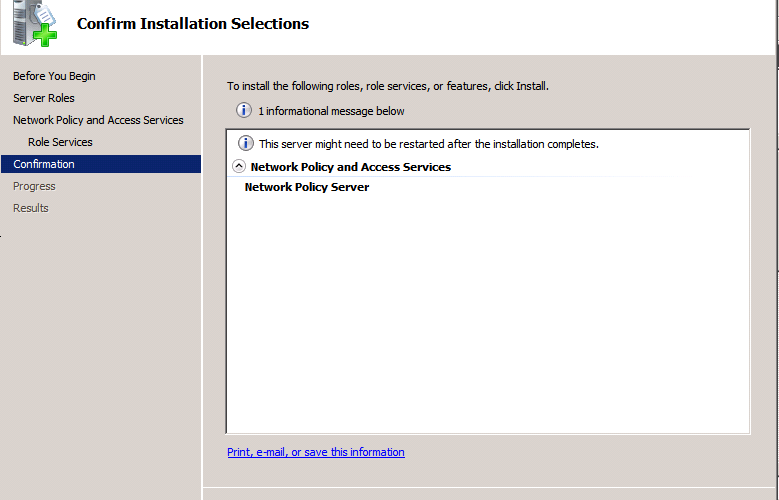 Confirm Installation Selections
Before You Begin
Server Roles
Network Policy and Access Services
Role Services
Confirmation
Progress
Results
To install the following roles, role services, or features, click Install.
1 informational message below
This server might need to be restarted after the installation completes.
Network Policy and Access Services
Network Policy Server
Print, e-mail, or save this information